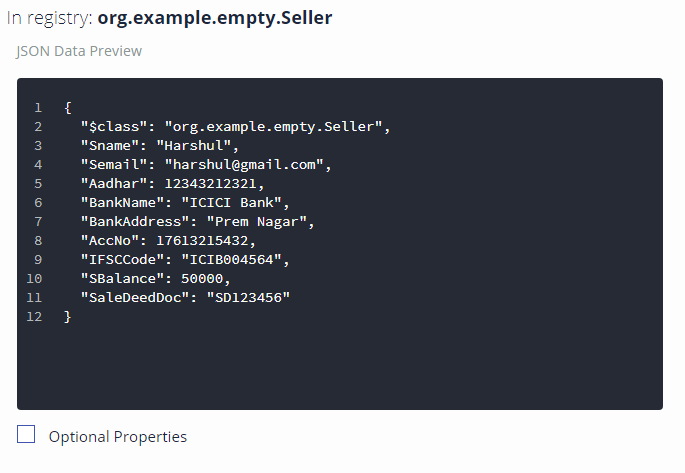 In registry: org.example.empty.Seller
JSON Data Preview
1 {
2 "$class": "org.example.empty.Seller",
3 "Sname": "Harshul",
4 "Semail": "harshul@gmail.com",
5 "Aadhar": 12343212321,
6 "BankName": "ICICI Bank",
7 "BankAddress": "Prem Nagar",
8 "AccNo": 17613215432,
9 "IFSCCode": "ICIB004564",
10 "SBalance": 50000,
11 "SaleDeedDoc": "SD123456"
12 }
Optional Properties